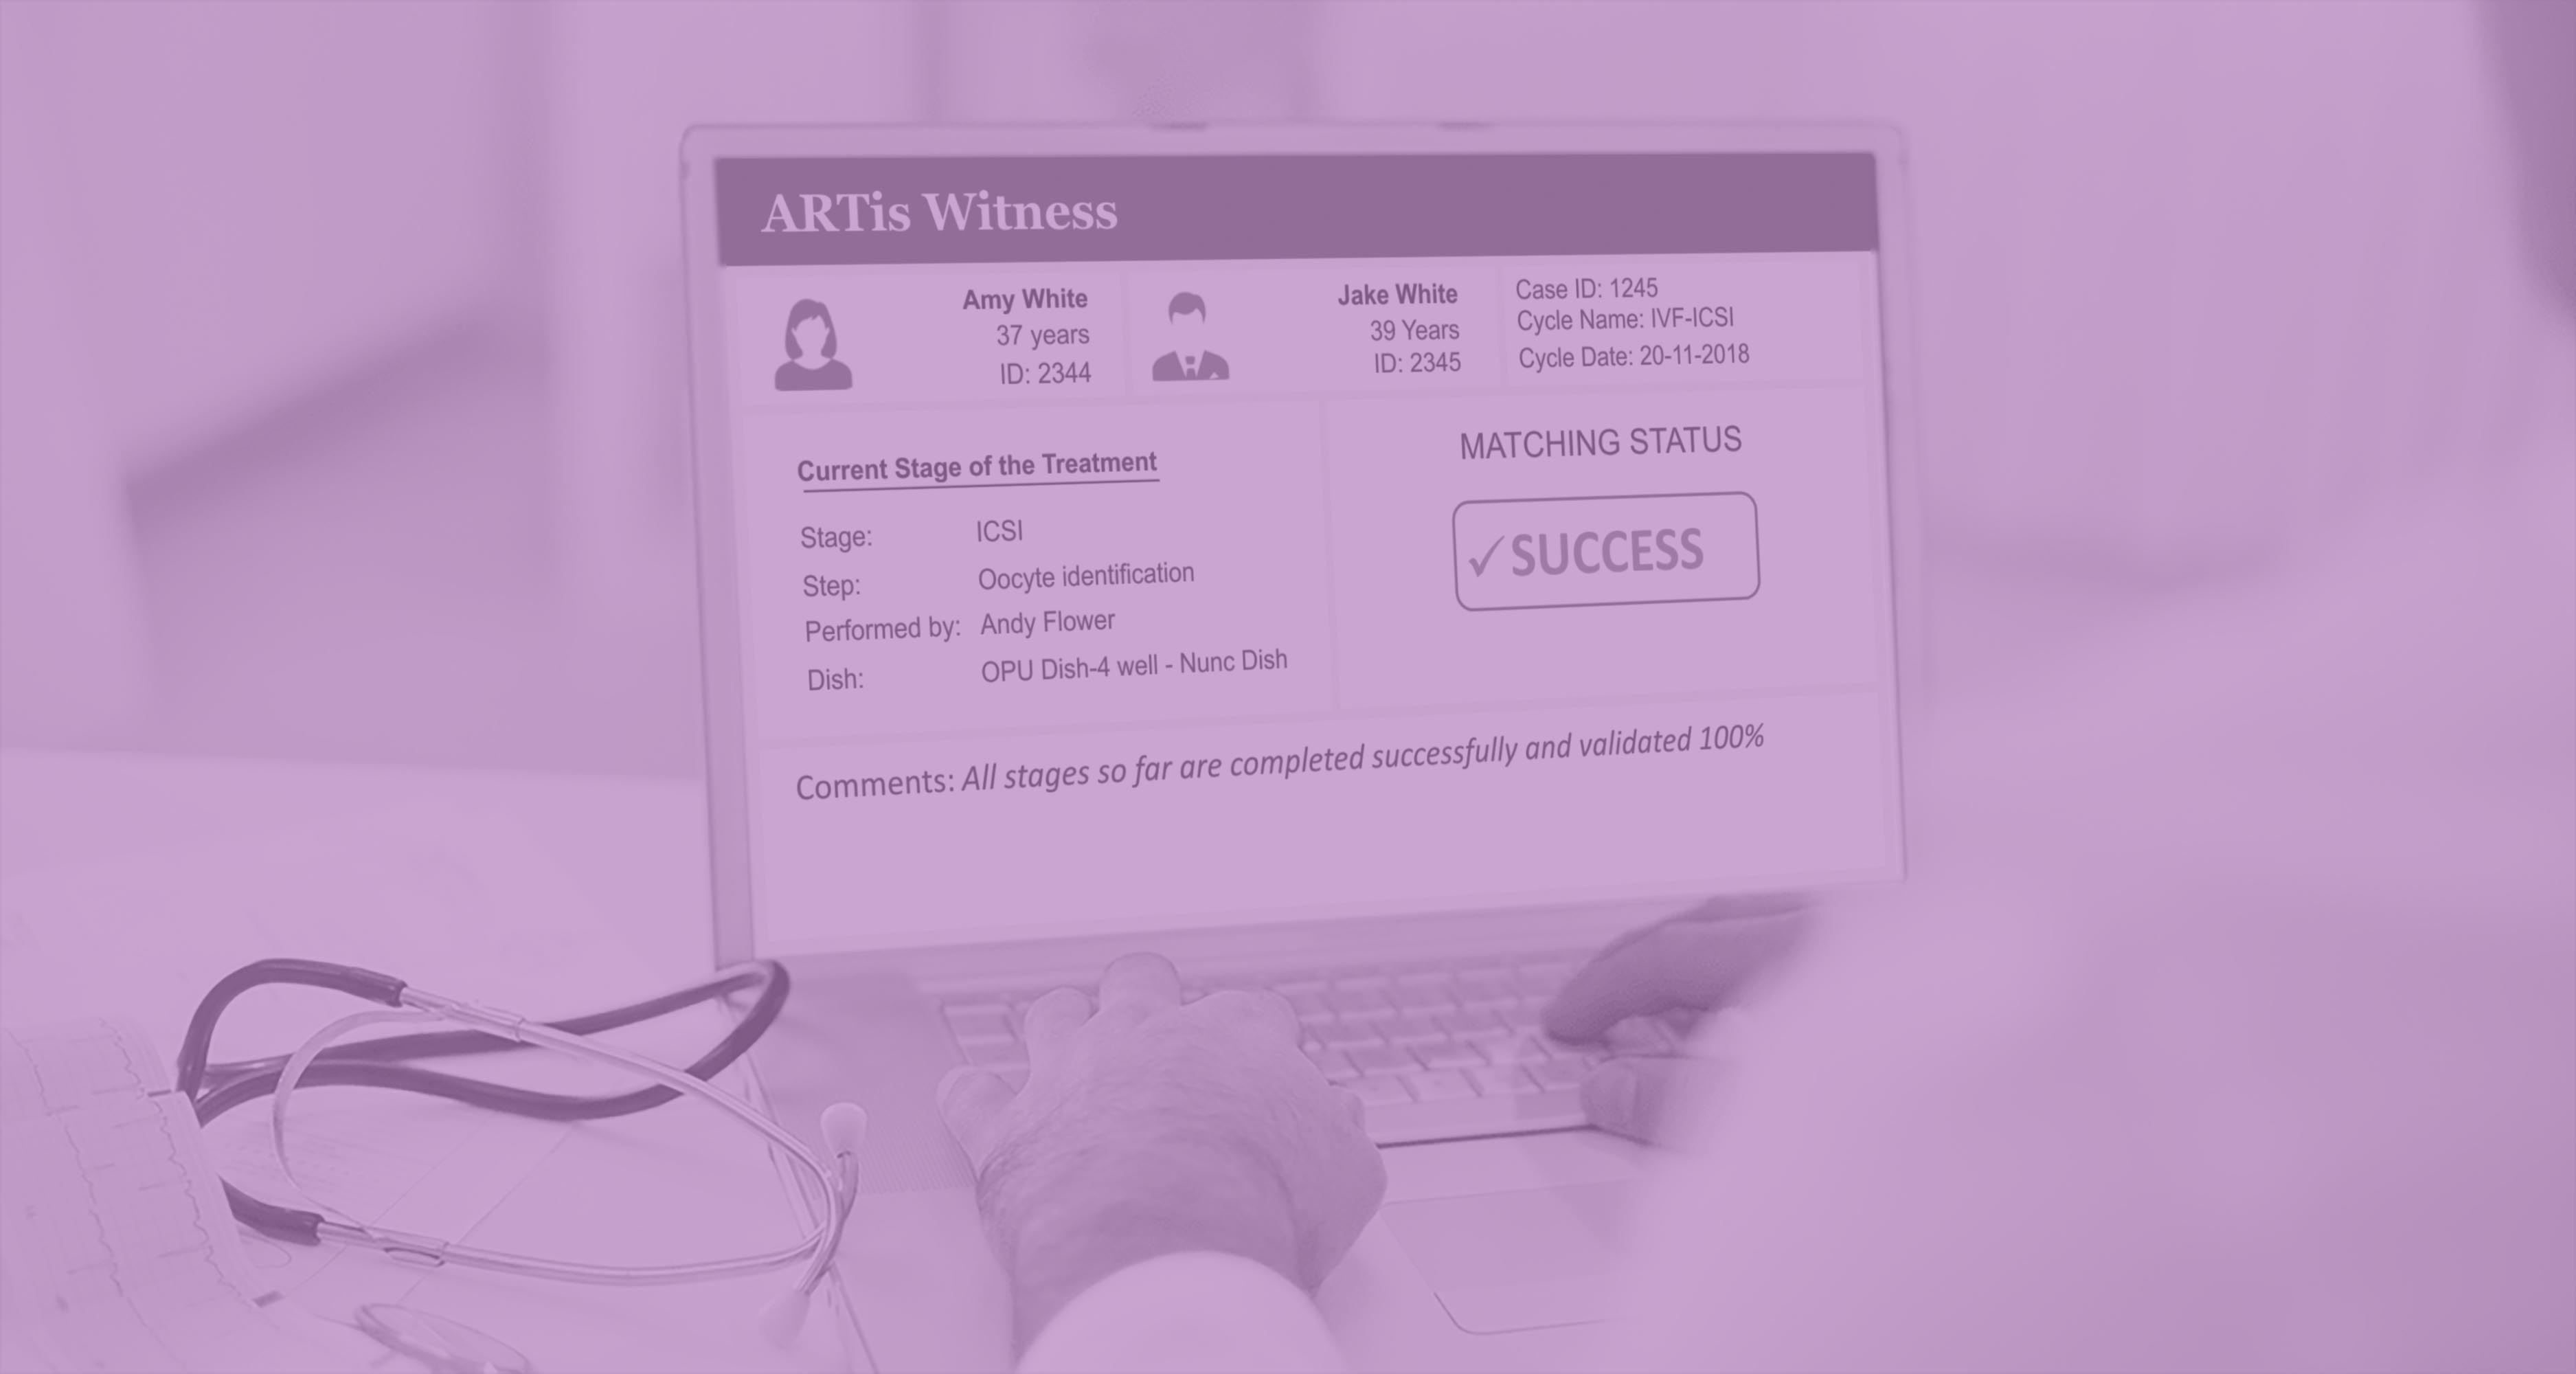 ARTis Witness
Amy White
37 years
ID: 2344
Jake White
39 Years
ID: 2345
Case ID: 1245
Cycle Name: IVF-ICSI
Cycle Date: 20-11-2018
Current Stage of the Treatment
Stage: ICSI
Step: Oocyte identification
Performed by: Andy Flower
Dish: OPU Dish-4 well - Nunc Dish
MATCHING STATUS
✓SUCCESS
Comments: All stages so far are completed successfully and validated 100%